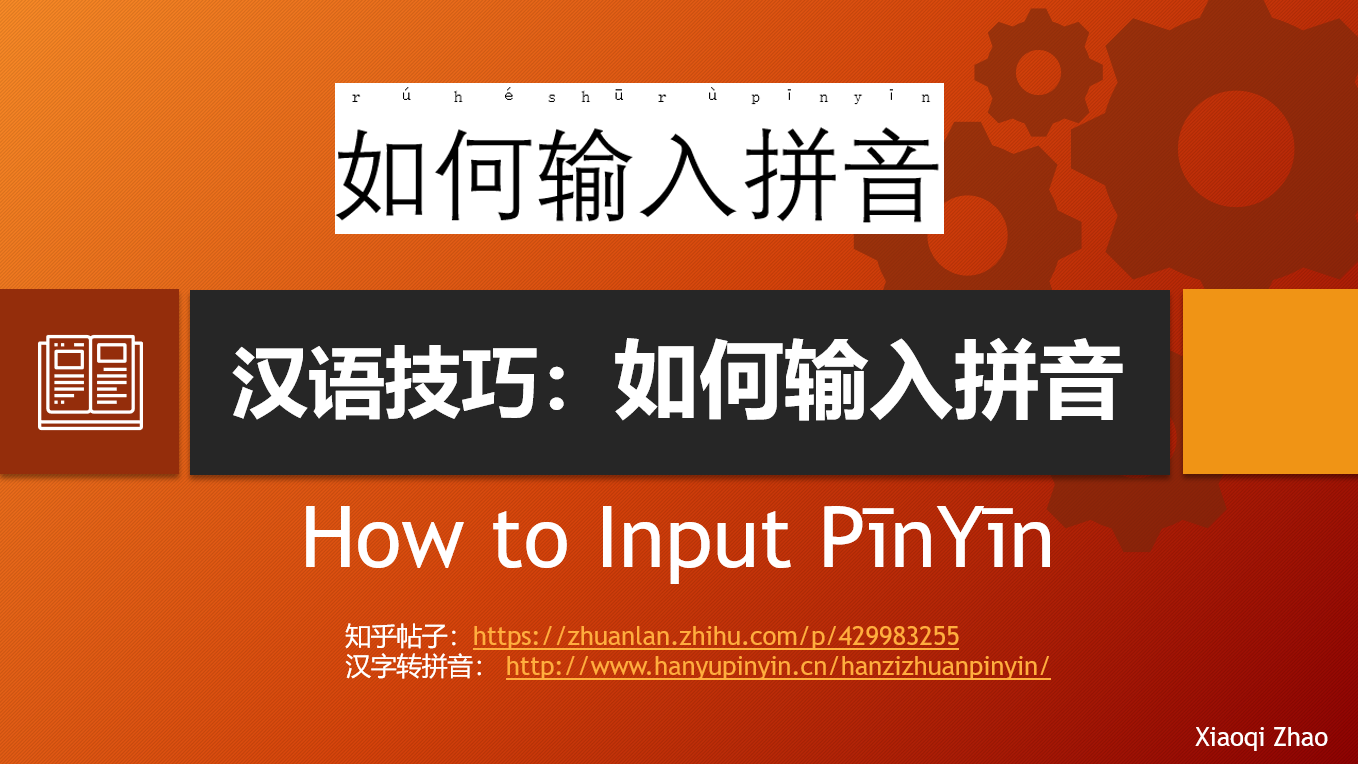 rúhéshūrùpīnyīn
如何输入拼音
汉语技巧：如何输入拼音
How to Input PīnYīn
知乎帖子：https://zhuanlan.zhihu.com/p/429983255
汉字转拼音： http://www.hanyupinyin.cn/hanzizhuanpinyin/
Xiaoqi Zhao